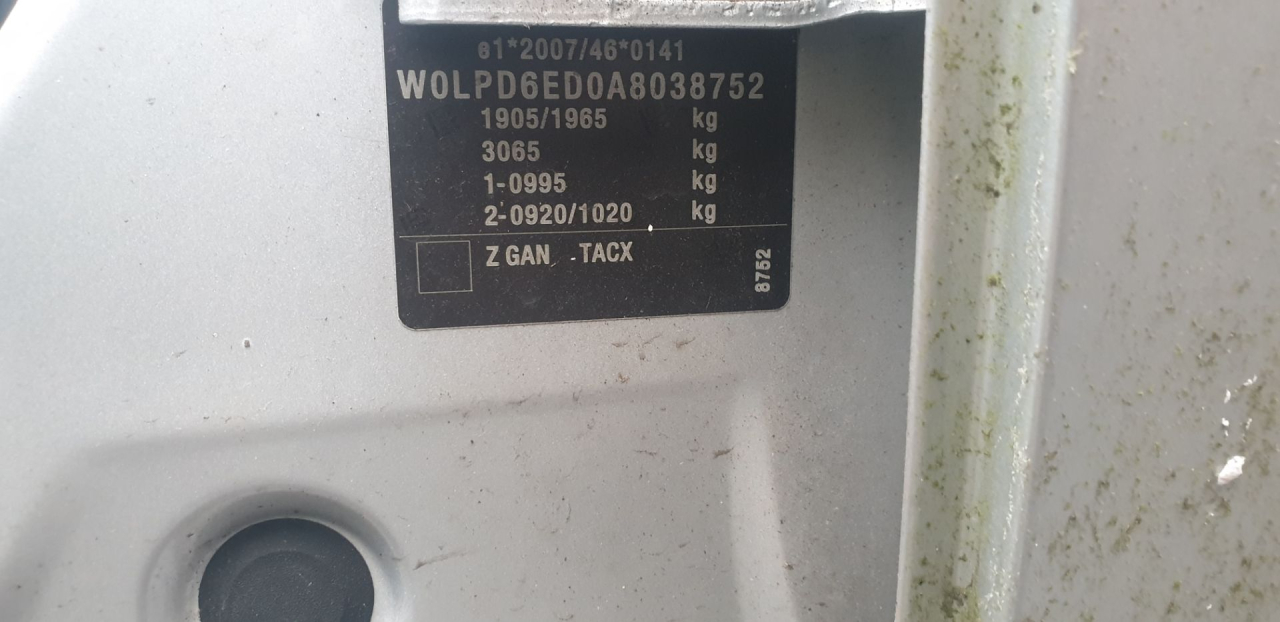 e1*2007/46*0141
W0LPD6ED0A8038752
1905/1965 kg
3065 kg
1-0995 kg
2-0920/1020 kg
Z GAN -TACX
8752